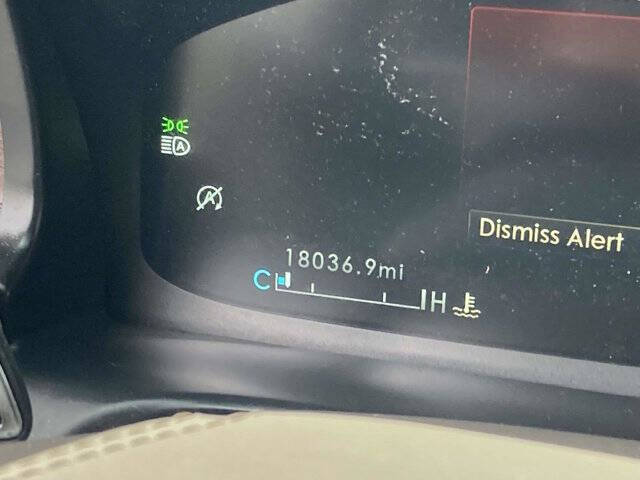 A
A
Dismiss Alert
18036.9mi
C H